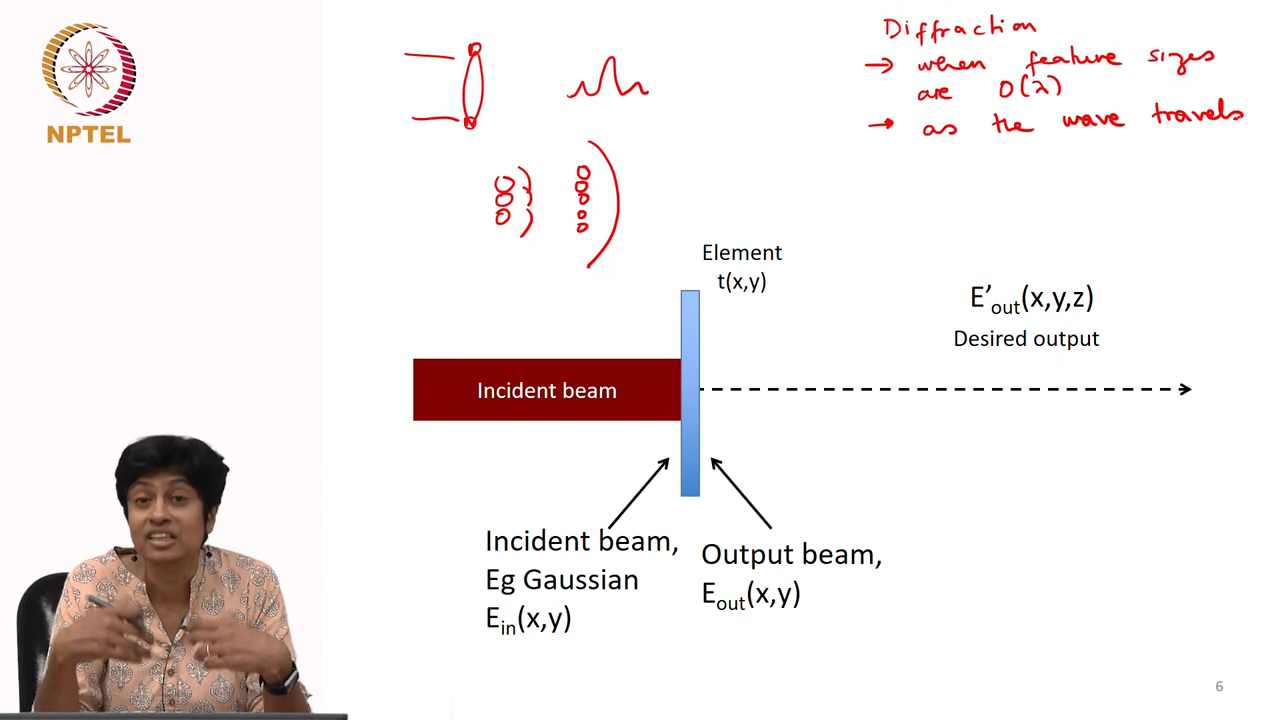 NPTEL
Diffraction
→ when feature sizes
are O(λ)
→ as the wave travels
Element
t(x,y)
E’out(x,y,z)
Desired output
Incident beam
Incident beam,
Eg Gaussian
Ein(x,y)
Output beam,
Eout(x,y)
6